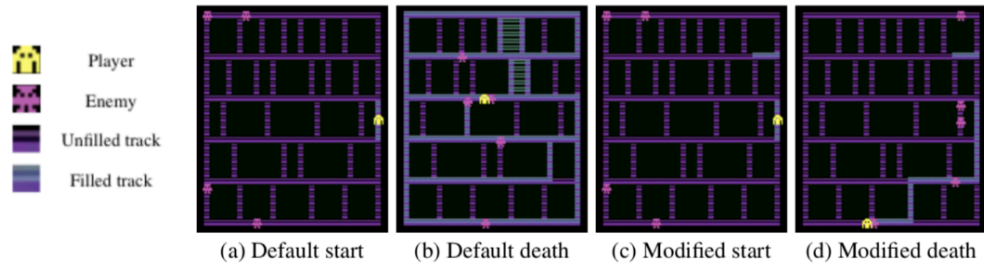 Player
Enemy
Unfilled track
Filled track
(a) Default start
(b) Default death
(c) Modified start
(d) Modified death